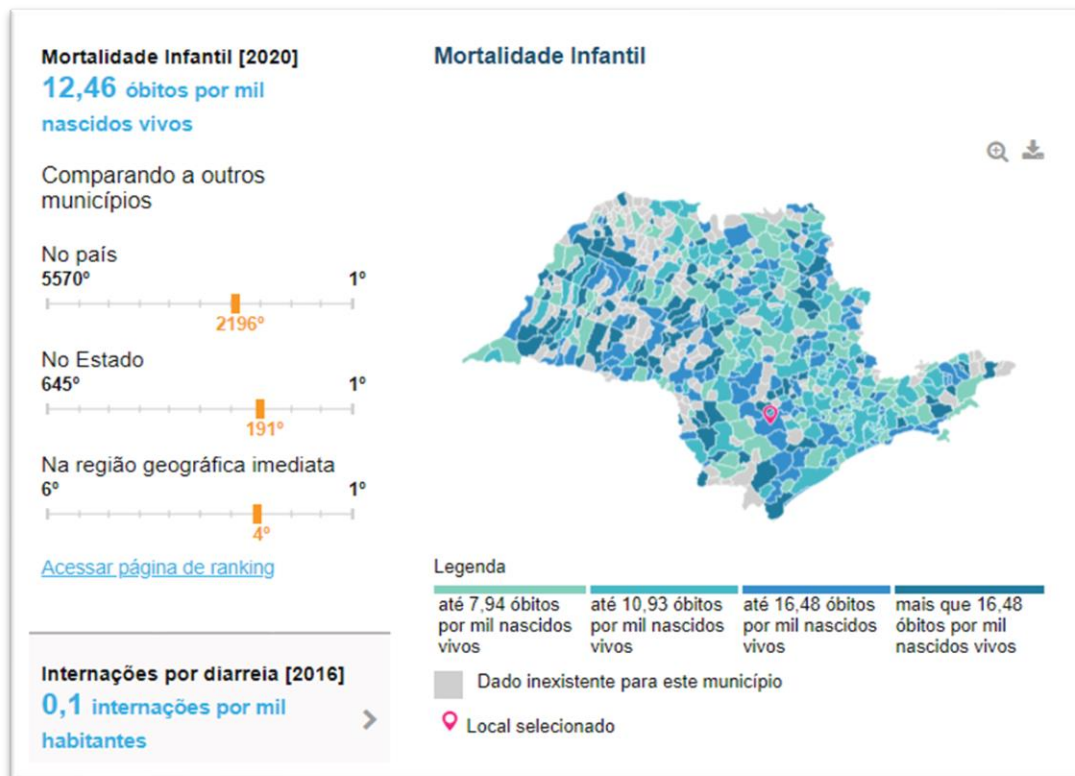 Mortalidade Infantil [2020]
12,46 óbitos por mil
nascidos vivos
Comparando a outros
municípios
No país
5570º 1º
2196º
No Estado
645º 1º
191º
Na região geográfica imediata
6º 1º
4º
Acessar página de ranking
Internações por diarreia [2016]
0,1 internações por mil
habitantes
Mortalidade Infantil
Legenda
até 7,94 óbitos
por mil nascidos
vivos
até 10,93 óbitos
por mil nascidos
vivos
até 16,48 óbitos
por mil nascidos
vivos
mais que 16,48
óbitos por mil
nascidos vivos
Dado inexistente para este município
Local selecionado